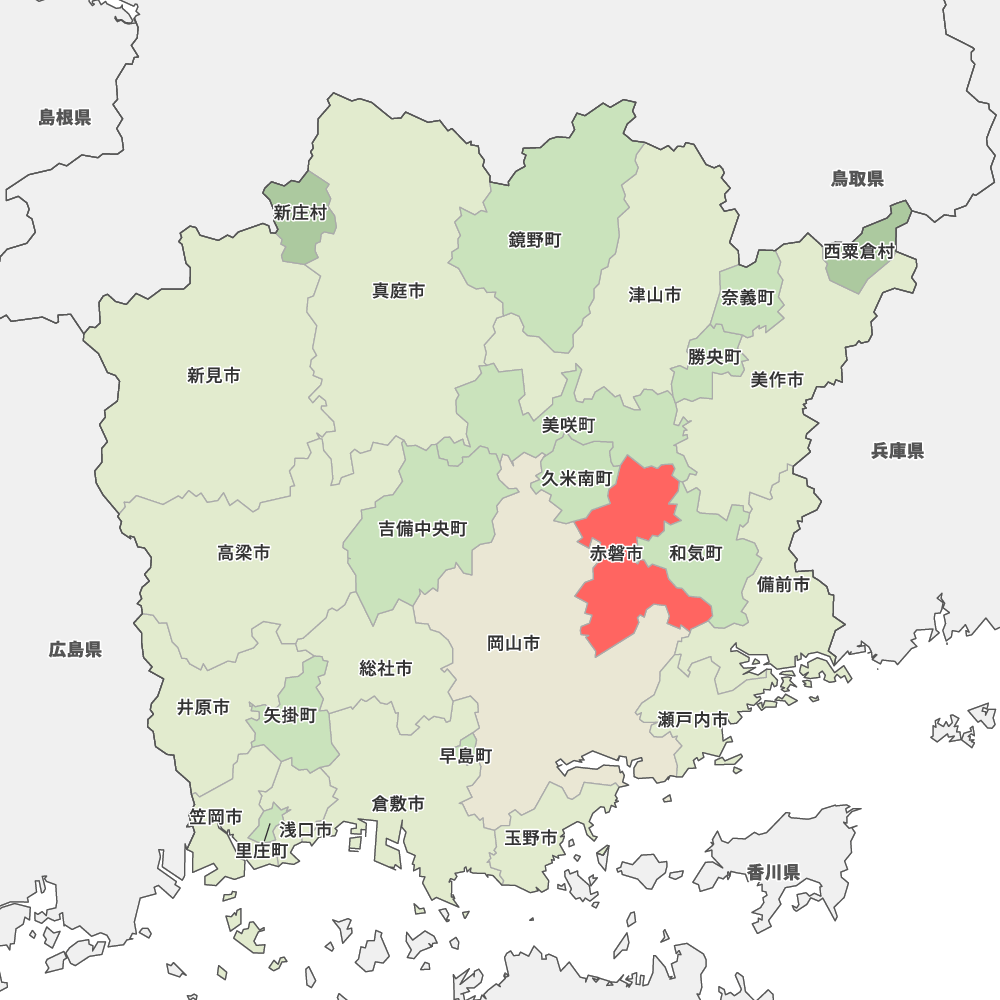 島根県
鳥取県
新庄村
鏡野町
西粟倉村
真庭市
津山市
奈義町
勝央町
新見市
美作市
美咲町
兵庫県
久米南町
吉備中央町
高梁市
赤磐市
和気町
備前市
広島県
岡山市
総社市
井原市
矢掛町
瀬戸内市
早島町
倉敷市
笠岡市
浅口市
玉野市
里庄町
香川県